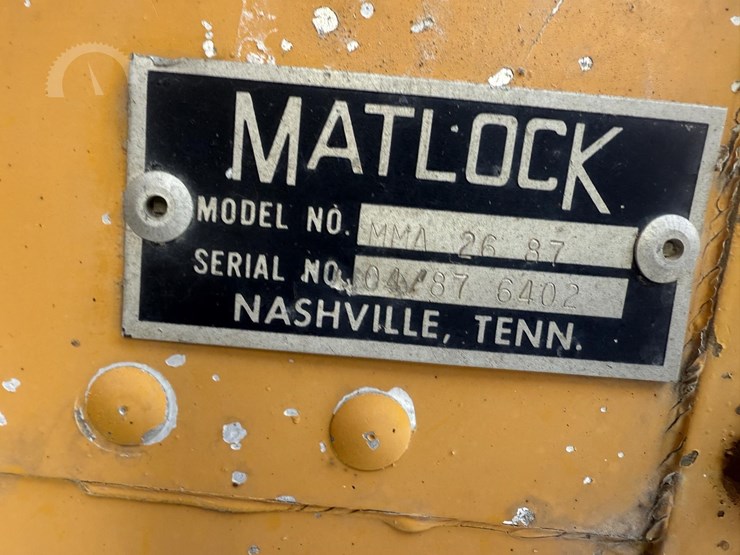 MATLOCK
MODEL NO. MMA 26 87
SERIAL NO. 04/87 6402
NASHVILLE, TENN.